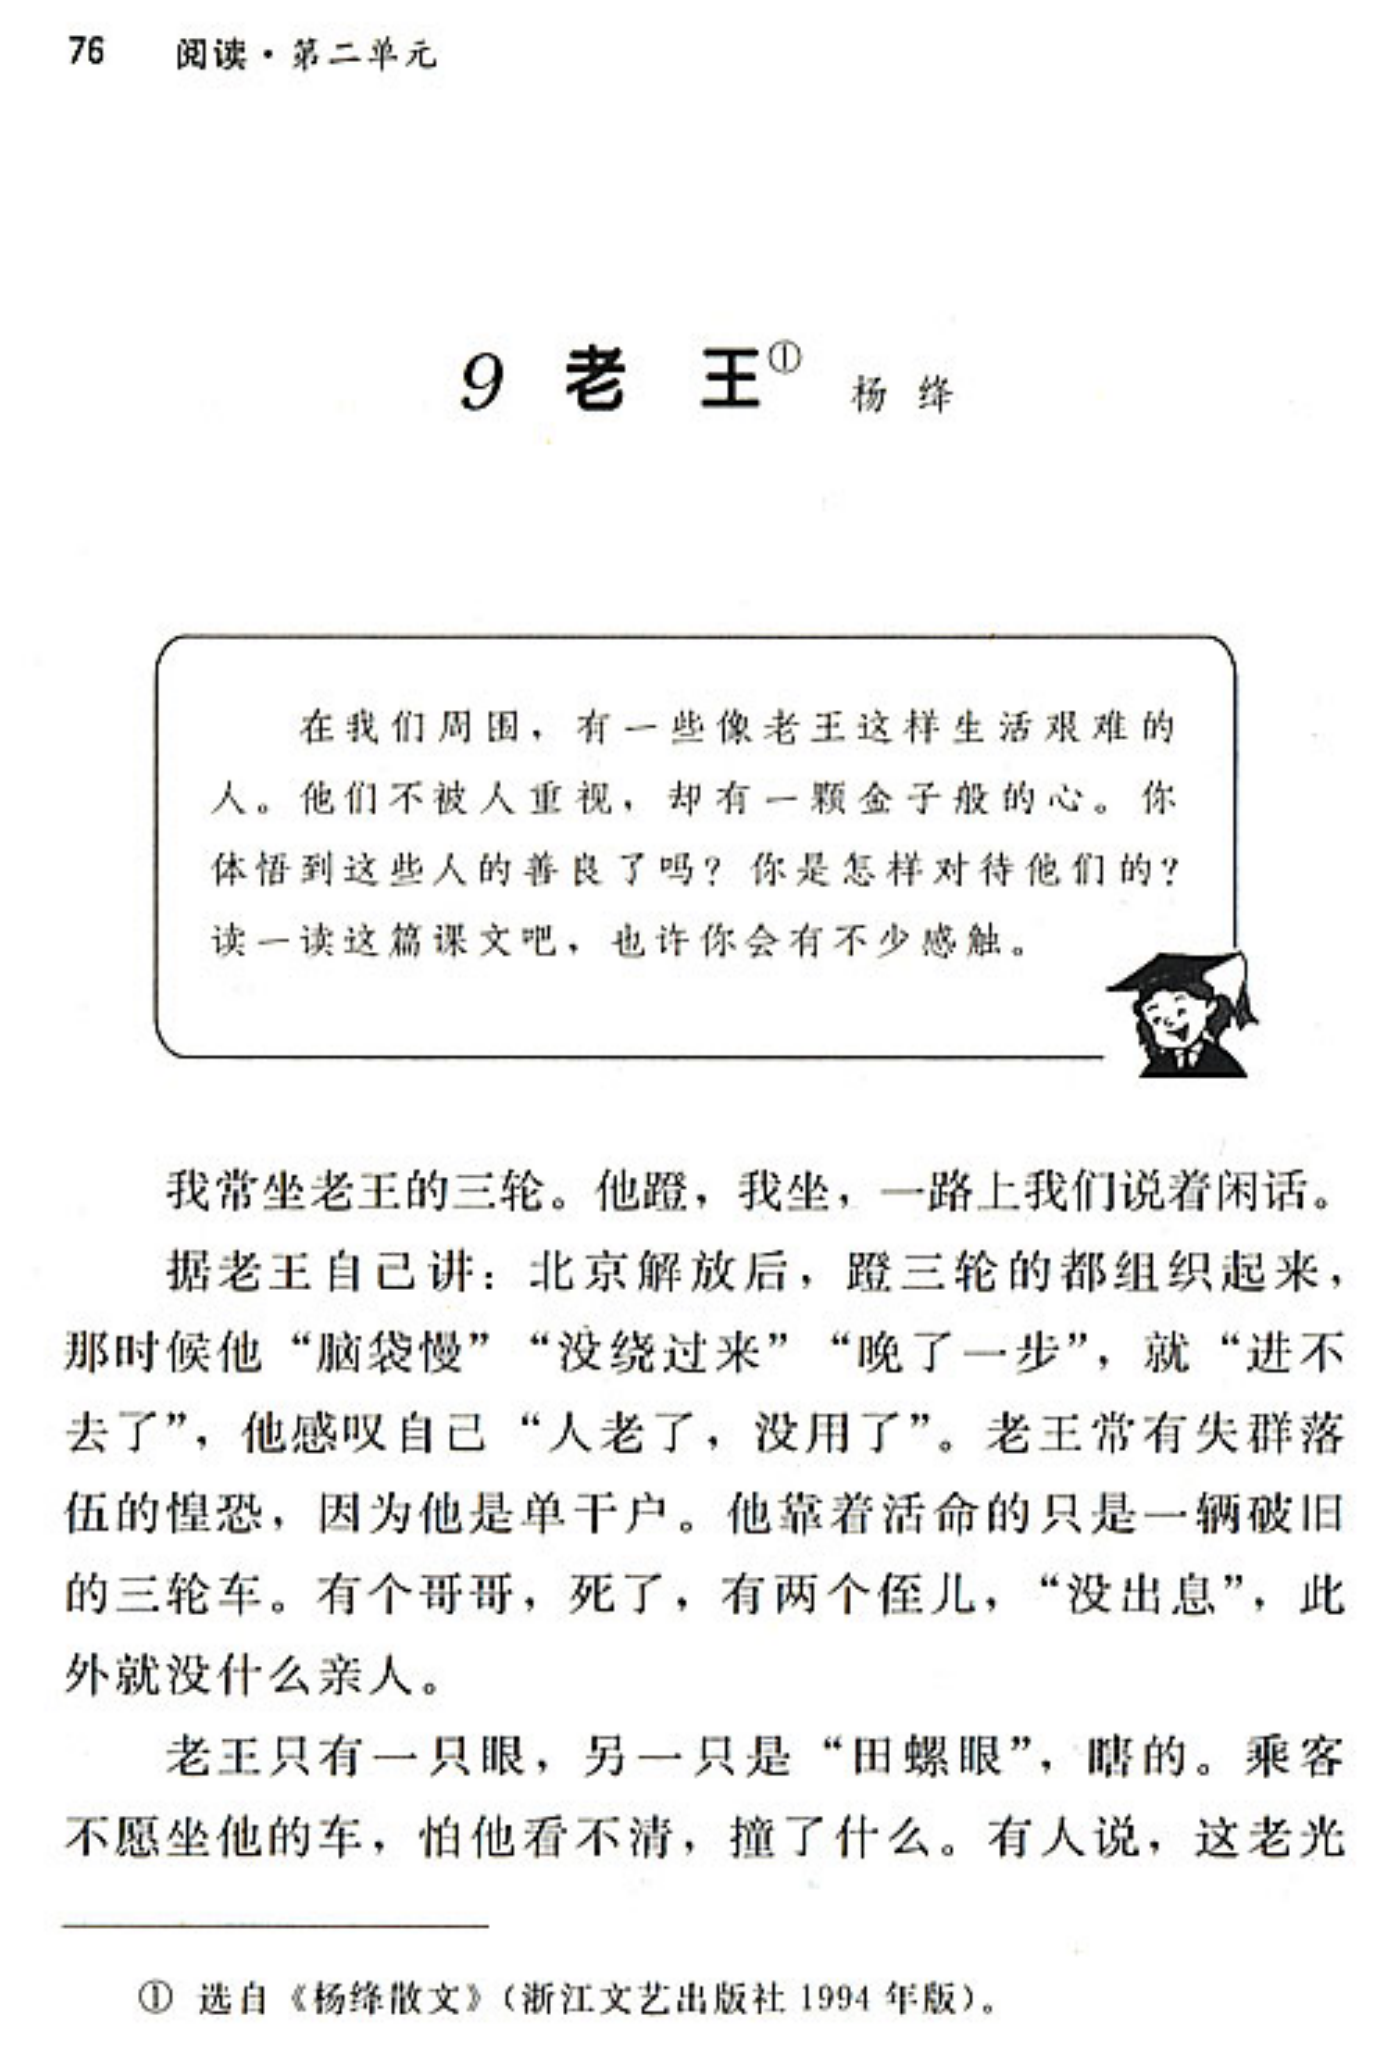 76 阅读·第二单元
9 老 王① 杨 绛
在我们周围，有一些像老王这样生活艰难的
人。他们不被人重视，却有一颗金子般的心。你
体悟到这些人的善良了吗？你是怎样对待他们的？
读一读这篇课文吧，也许你会有不少感触。
我常坐老王的三轮。他蹬，我坐，一路上我们说着闲话。
据老王自己讲：北京解放后，蹬三轮的都组织起来，
那时候他“脑袋慢”“没绕过来”“晚了一步”，就“进不
去了”，他感叹自己“人老了，没用了”。老王常有失群落
伍的惶恐，因为他是单干户。他靠着活命的只是一辆破旧
的三轮车。有个哥哥，死了，有两个侄儿，“没出息”，此
外就没什么亲人。
老王只有一只眼，另一只是“田螺眼”，瞎的。乘客
不愿坐他的车，怕他看不清，撞了什么。有人说，这老光
① 选自《杨绛散文》（浙江文艺出版社 1994 年版）。